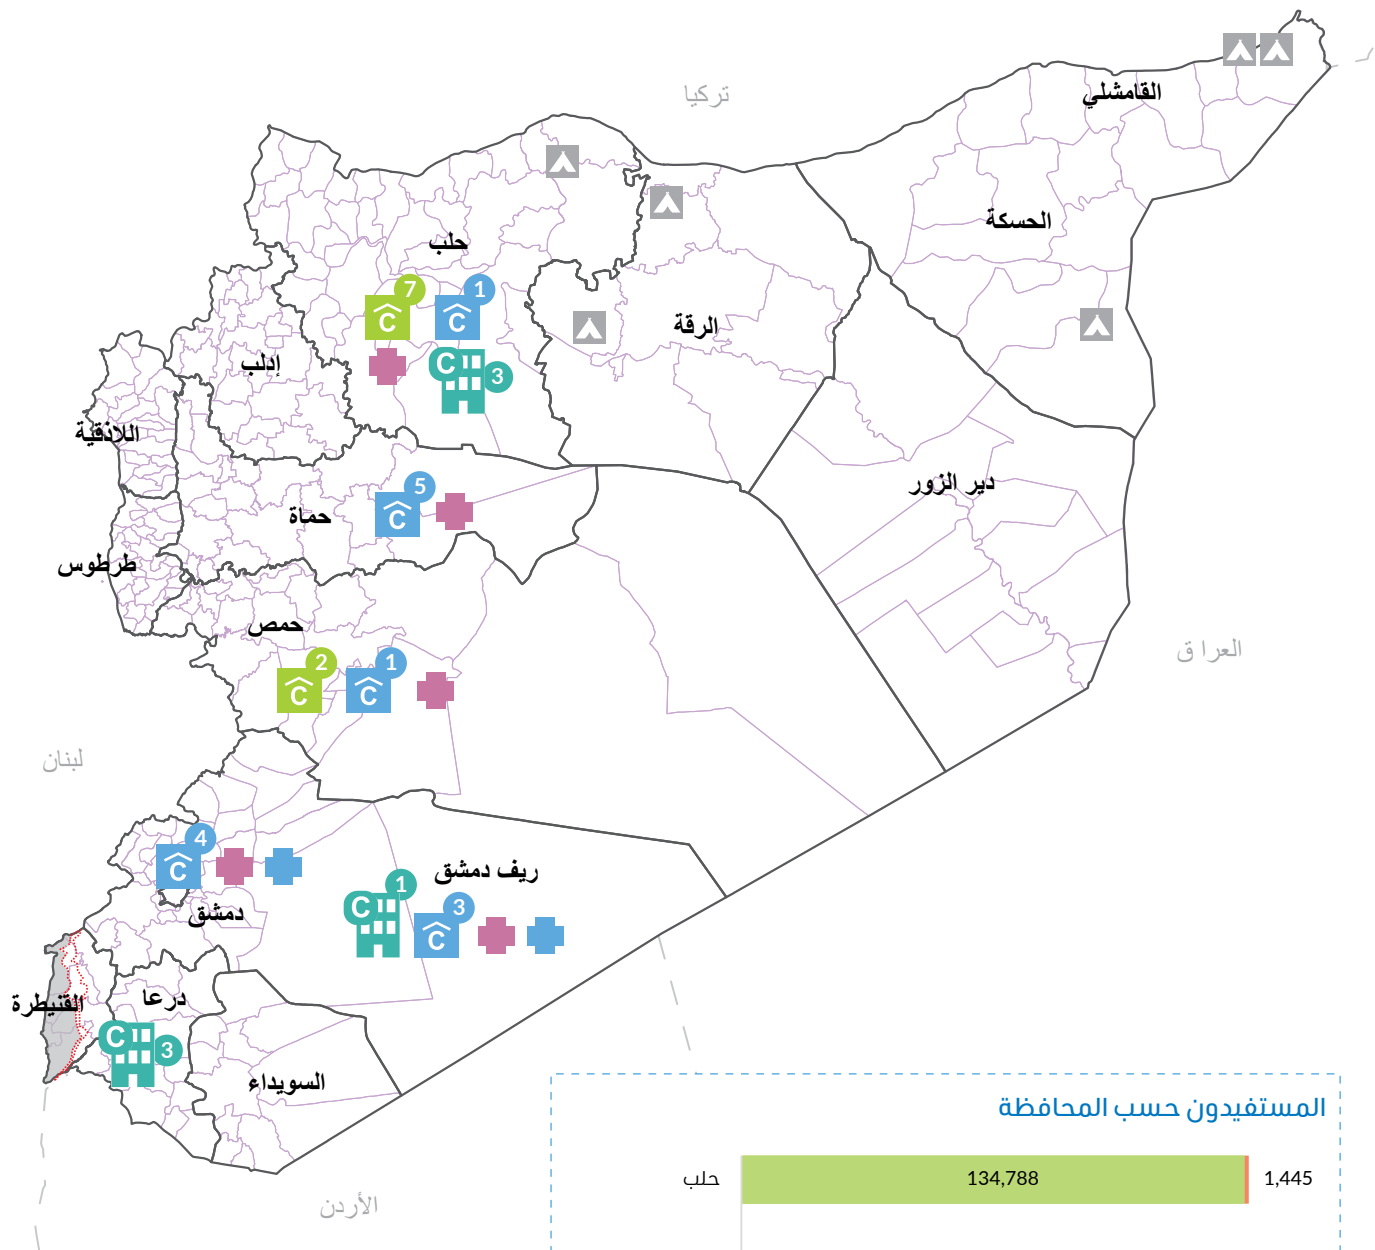 تركيا
القامشلي
الحسكة
حلب
7
1
C
C
الرقة
إدلب
C
3
اللاذقية
دير الزور
5
C
حماة
طرطوس
حمص
العرا ق
2
1
C
C
لبنان
4
C
ريف دمشق
دمشق
1
C
3
C
القنيطرة
درعا
C
3
السويداء
المستفيدون حسب المحافظة
حلب
134,788
1,445
الأردن